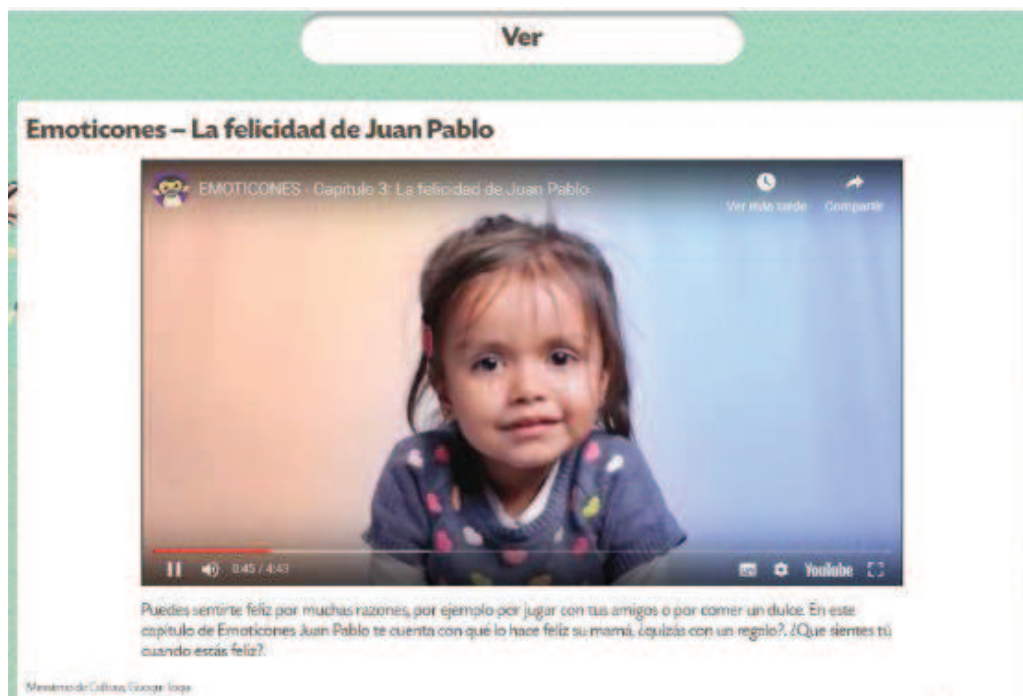 Ver
Emoticones – La felicidad de Juan Pablo
EMOTICONES - Capítulo 3: La felicidad de Juan Pablo
Ver más tarde
Compartir
0:45 / 4:43
YouTube
Puedes sentirte feliz por muchas razones, por ejemplo por jugar con tus amigos o por comer un dulce. En este
capítulo de Emoticones Juan Pablo te cuenta con qué lo hace feliz su mamá, ¿quizás con un regalo?. ¿Que sientes tú
cuando estás feliz?.
Ministerio de Cultura,